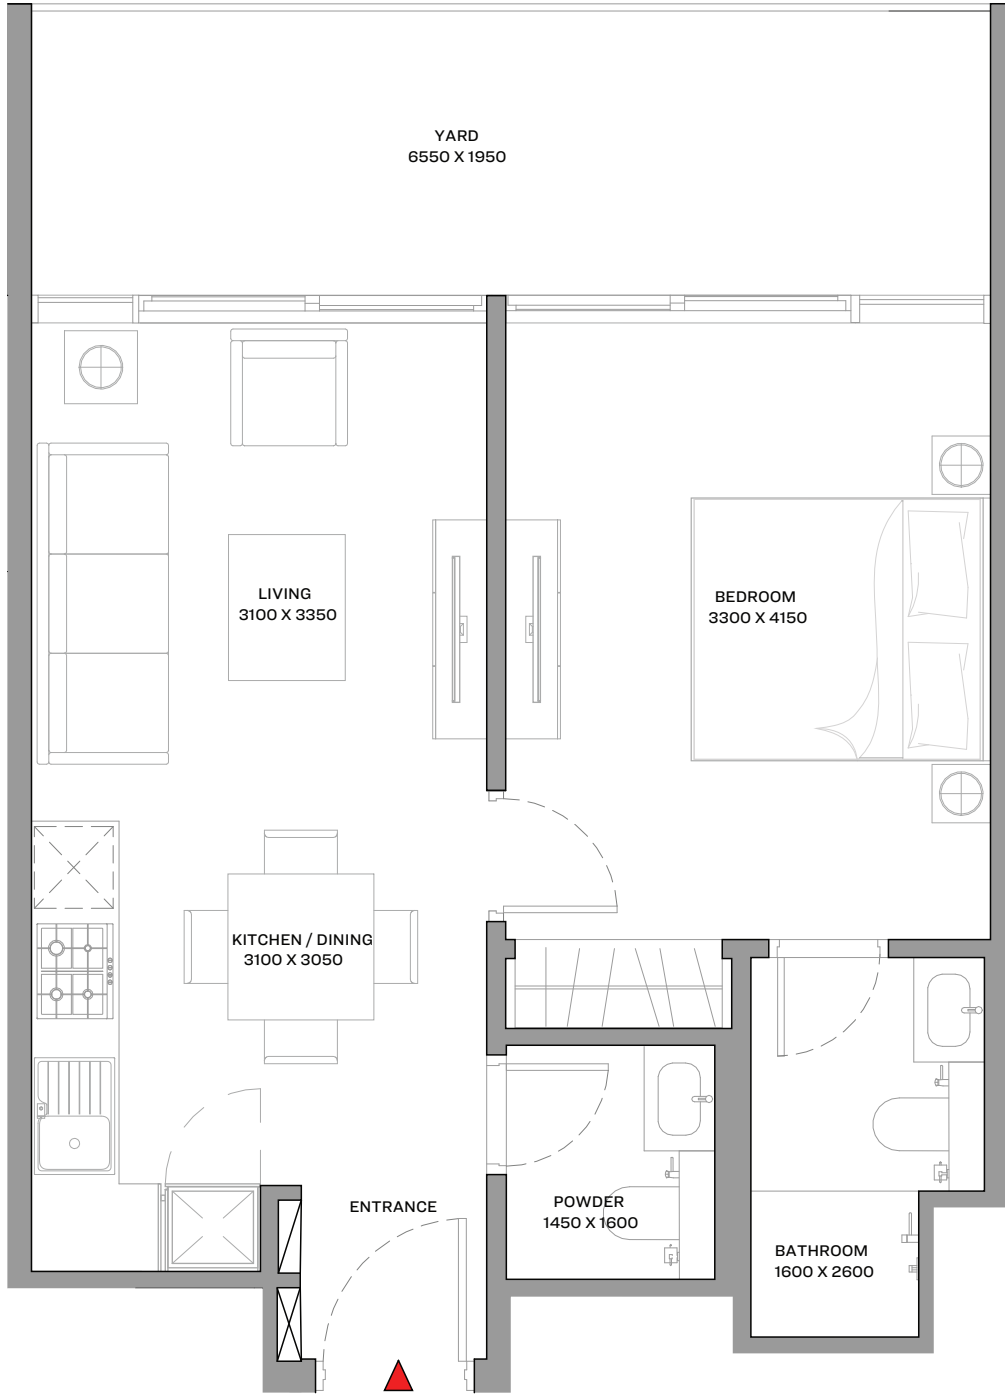 YARD
6550 X 1950
LIVING
3100 X 3350
BEDROOM
3300 X 4150
KITCHEN / DINING
3100 X 3050
ENTRANCE
POWDER
1450 X 1600
BATHROOM
1600 X 2600